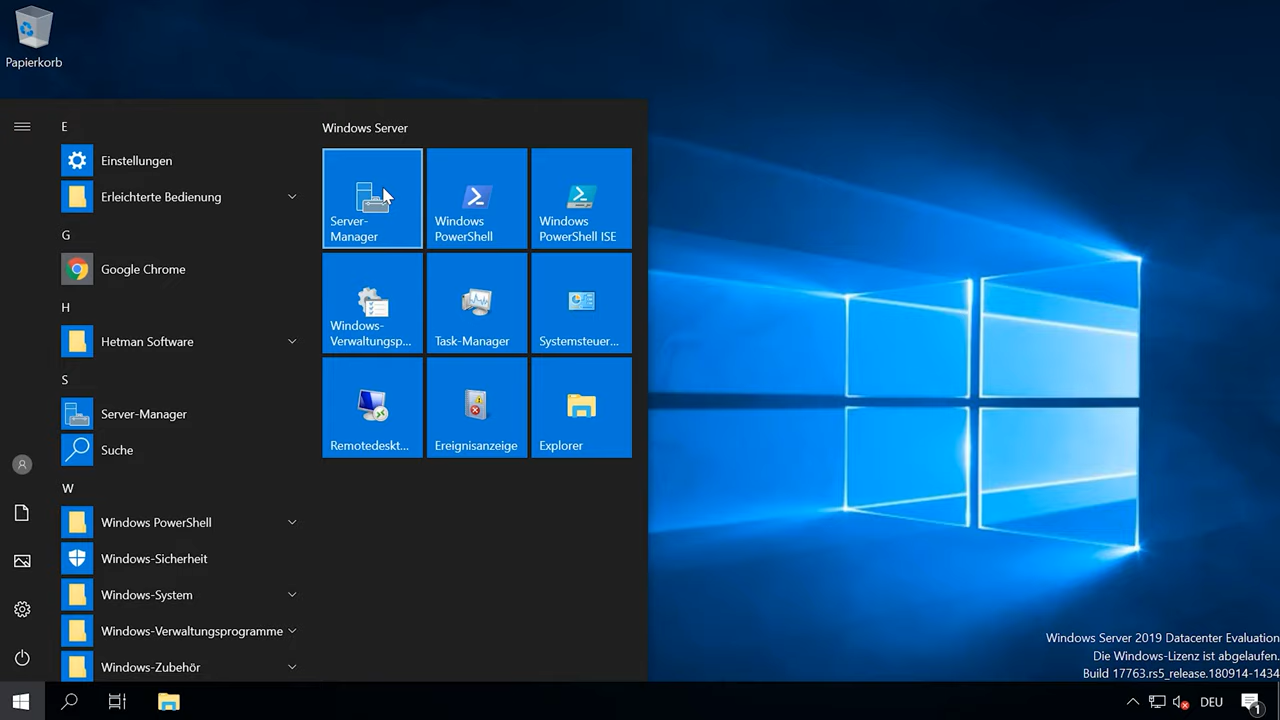 Papierkorb
E
Einstellungen
Erleichterte Bedienung
G
Google Chrome
H
Hetman Software
S
Server-Manager
Suche
W
Windows PowerShell
Windows-Sicherheit
Windows-System
Windows-Verwaltungsprogramme
Windows-Zubehör
Windows Server
Server-
Manager
Windows
PowerShell
Windows
PowerShell ISE
Windows-
Verwaltungsp...
Task-Manager
Systemsteuer...
Remotedeskt...
Ereignisanzeige
Explorer
Windows Server 2019 Datacenter Evaluation
Die Windows-Lizenz ist abgelaufen.
Build 17763.rs5_release.180914-1434
DEU
1